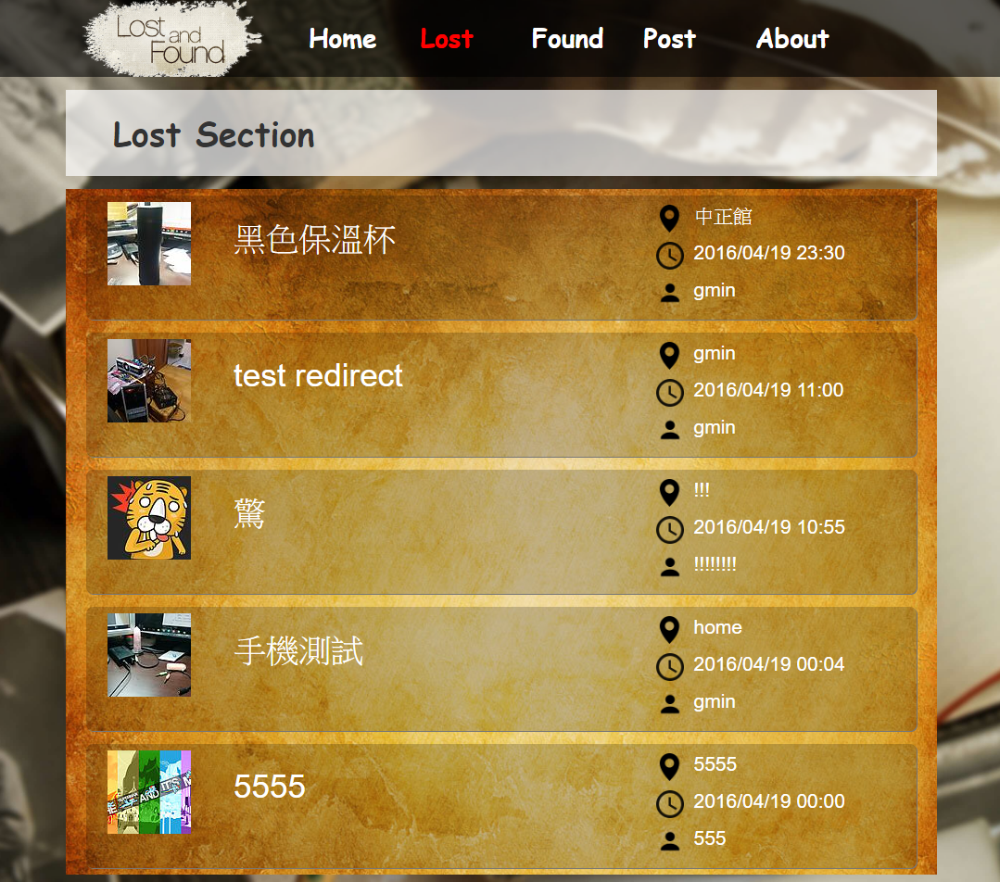 Lost and Found
Home Lost Found Post About
Lost Section
黑色保溫杯
中正館
2016/04/19 23:30
gmin
test redirect
gmin
2016/04/19 11:00
gmin
驚
!!!
2016/04/19 10:55
!!!!!!!!
手機測試
home
2016/04/19 00:04
gmin
AND IT'S
5555
5555
2016/04/19 00:00
555